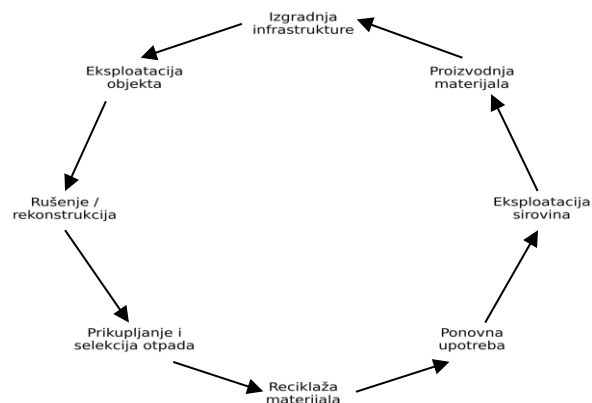 Izgradnja
infrastrukture
Eksploatacija
objekta
Proizvodnja
materijala
Rušenje /
rekonstrukcija
Eksploatacija
sirovina
Prikupljanje i
selekcija otpada
Ponovna
upotreba
Reciklaža
materijala